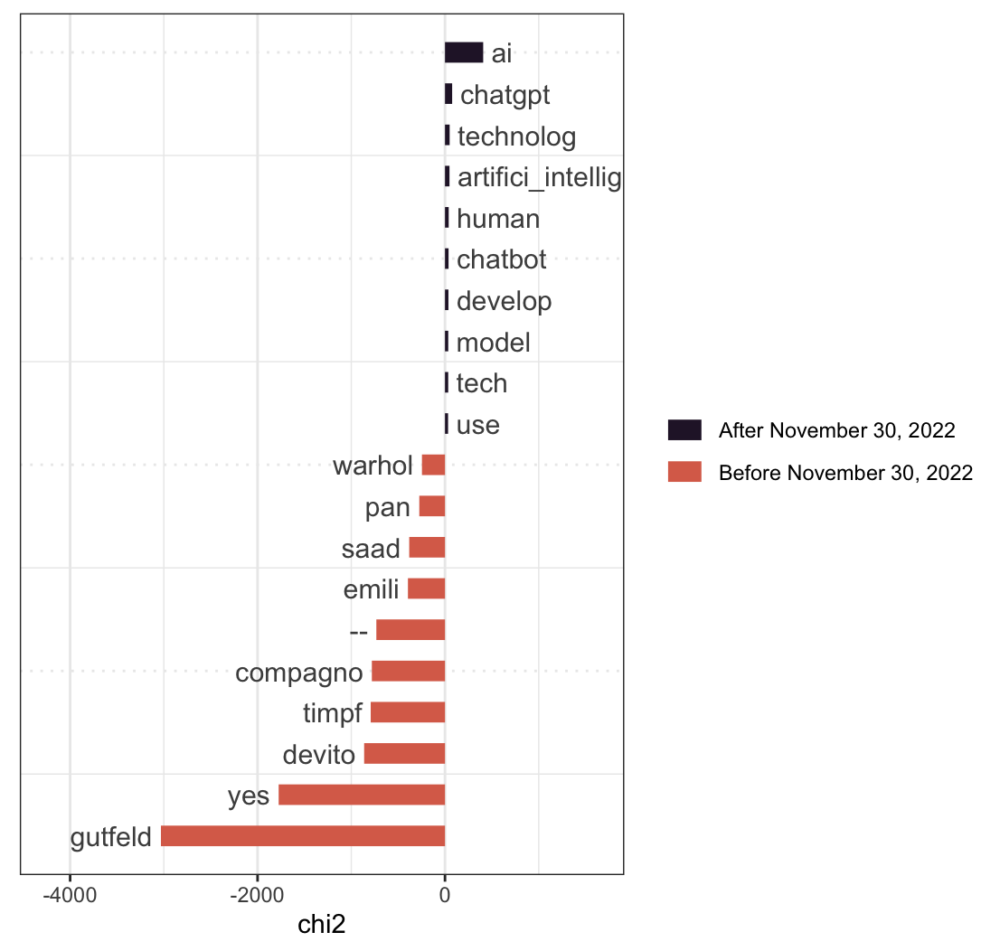 ai
chatgpt
technolog
artifici_intellig
human
chatbot
develop
model
tech
use
warhol
pan
saad
emili
--
compagno
timpf
devito
yes
gutfeld
-4000 -2000 0
chi2
After November 30, 2022
Before November 30, 2022